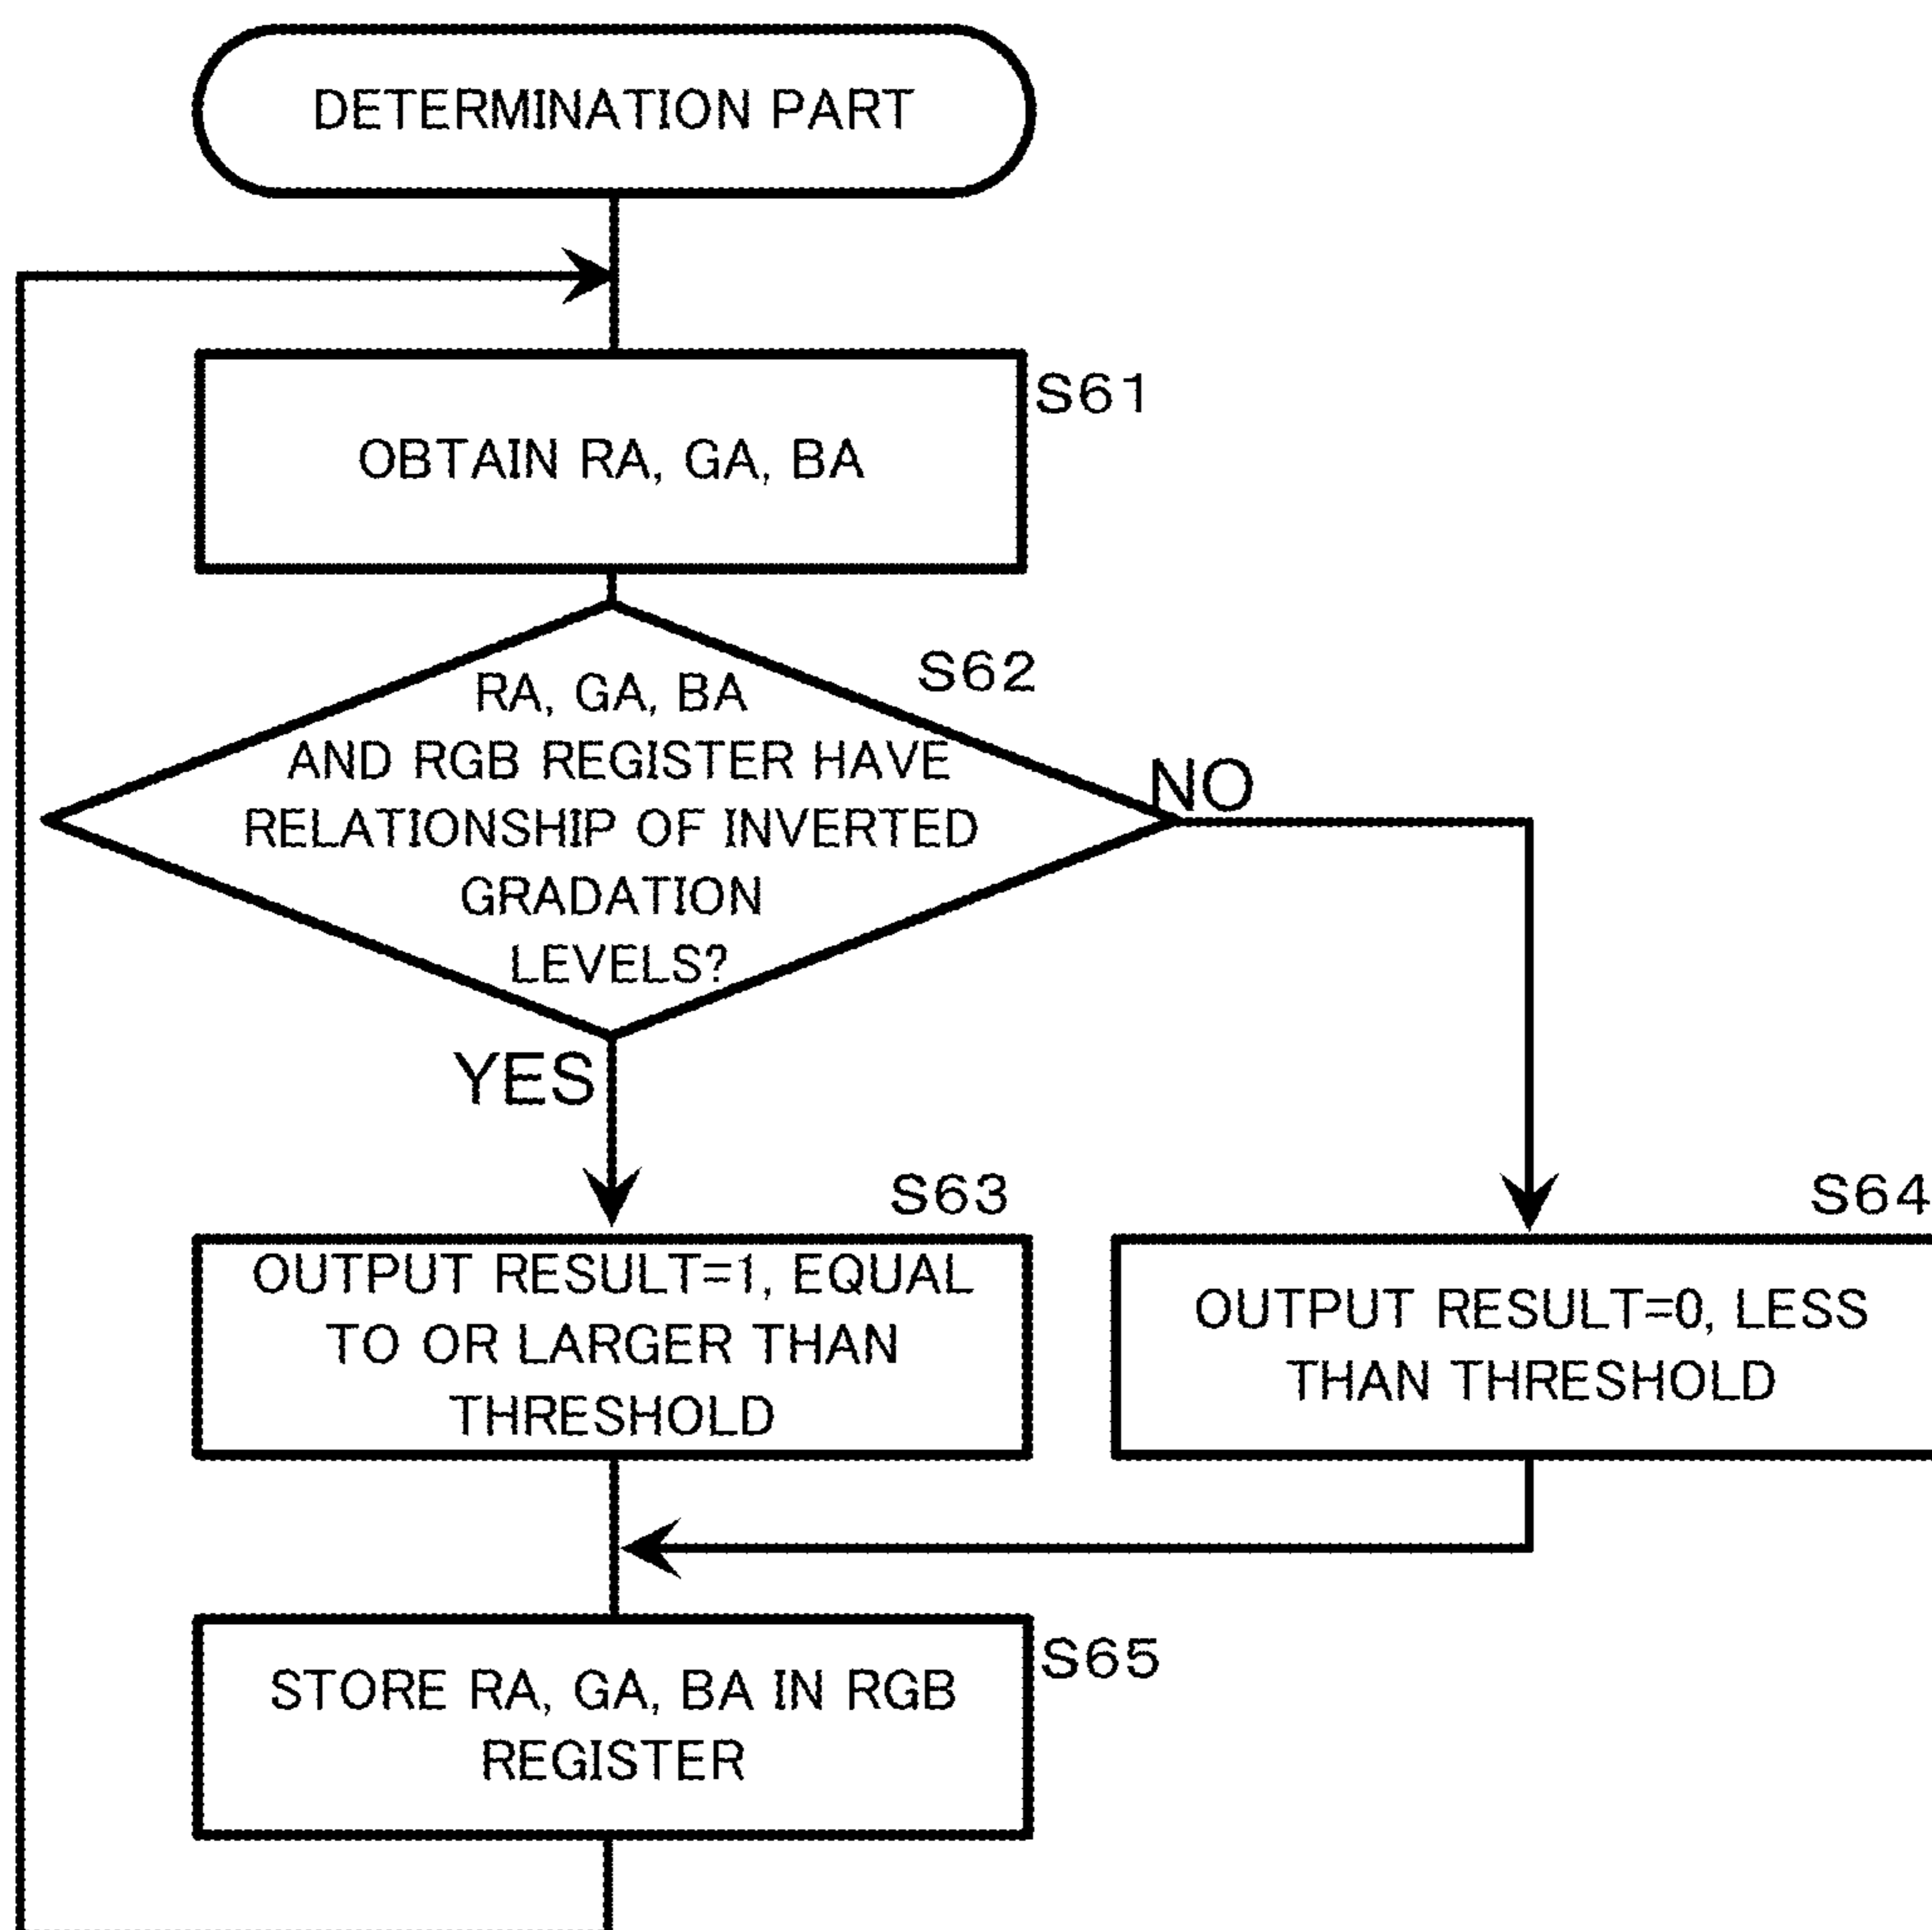 DETERMINATION PART
S61
OBTAIN RA, GA, BA
S62
RA, GA, BA
AND RGB REGISTER HAVE
RELATIONSHIP OF INVERTED
GRADATION
LEVELS?
NO
YES
S63
OUTPUT RESULT=1, EQUAL
TO OR LARGER THAN
THRESHOLD
S64
OUTPUT RESULT=0, LESS
THAN THRESHOLD
S65
STORE RA, GA, BA IN RGB
REGISTER